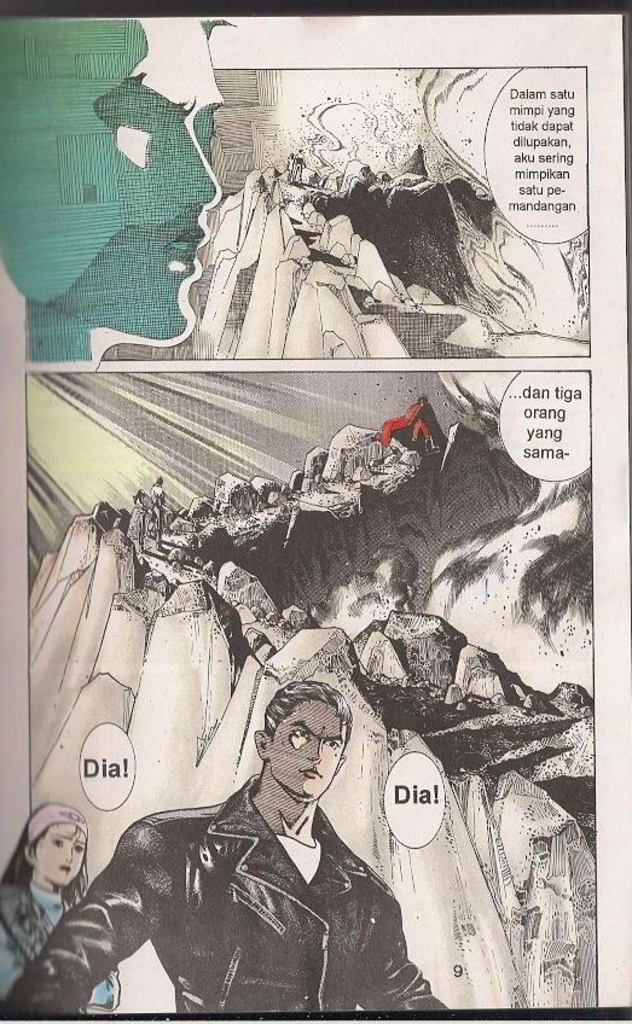 Dalam satu
mimpi yang
tidak dapat
dilupakan,
aku sering
mimpikan
satu pe-
mandangan
.........
...dan tiga
orang
yang
sama-
Dia!
Dia!
9